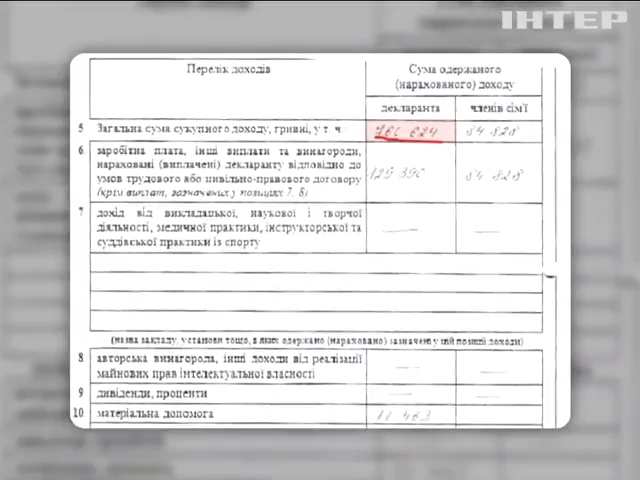 ІНТЕР
Перелік доходів
Сума одержаного
(нарахованого) доходу
декларанта
членів сім'ї
5 Загальна сума сукупного доходу, гривні, у т. ч.
84 828
6. заробітна плата, інші виплати та винагороди,
нараховані (виплачені) декларанту відповідно до
умов трудового або цивільно-правового договору
(крім виплат, зазначених у позиціях 7, 8)
129 390
84 828
7 дохід від викладацької, наукової і творчої
діяльності, медичної практики, інструкторської та
суддівської практики із спорту
(назва закладу, установи тощо, в яких одержано (нараховано) зазначені у цій позиції доходи)
8. авторська винагорода, інші доходи від реалізації
майнових прав інтелектуальної власності
9 дивіденди, проценти
10 матеріальна допомога
11 463